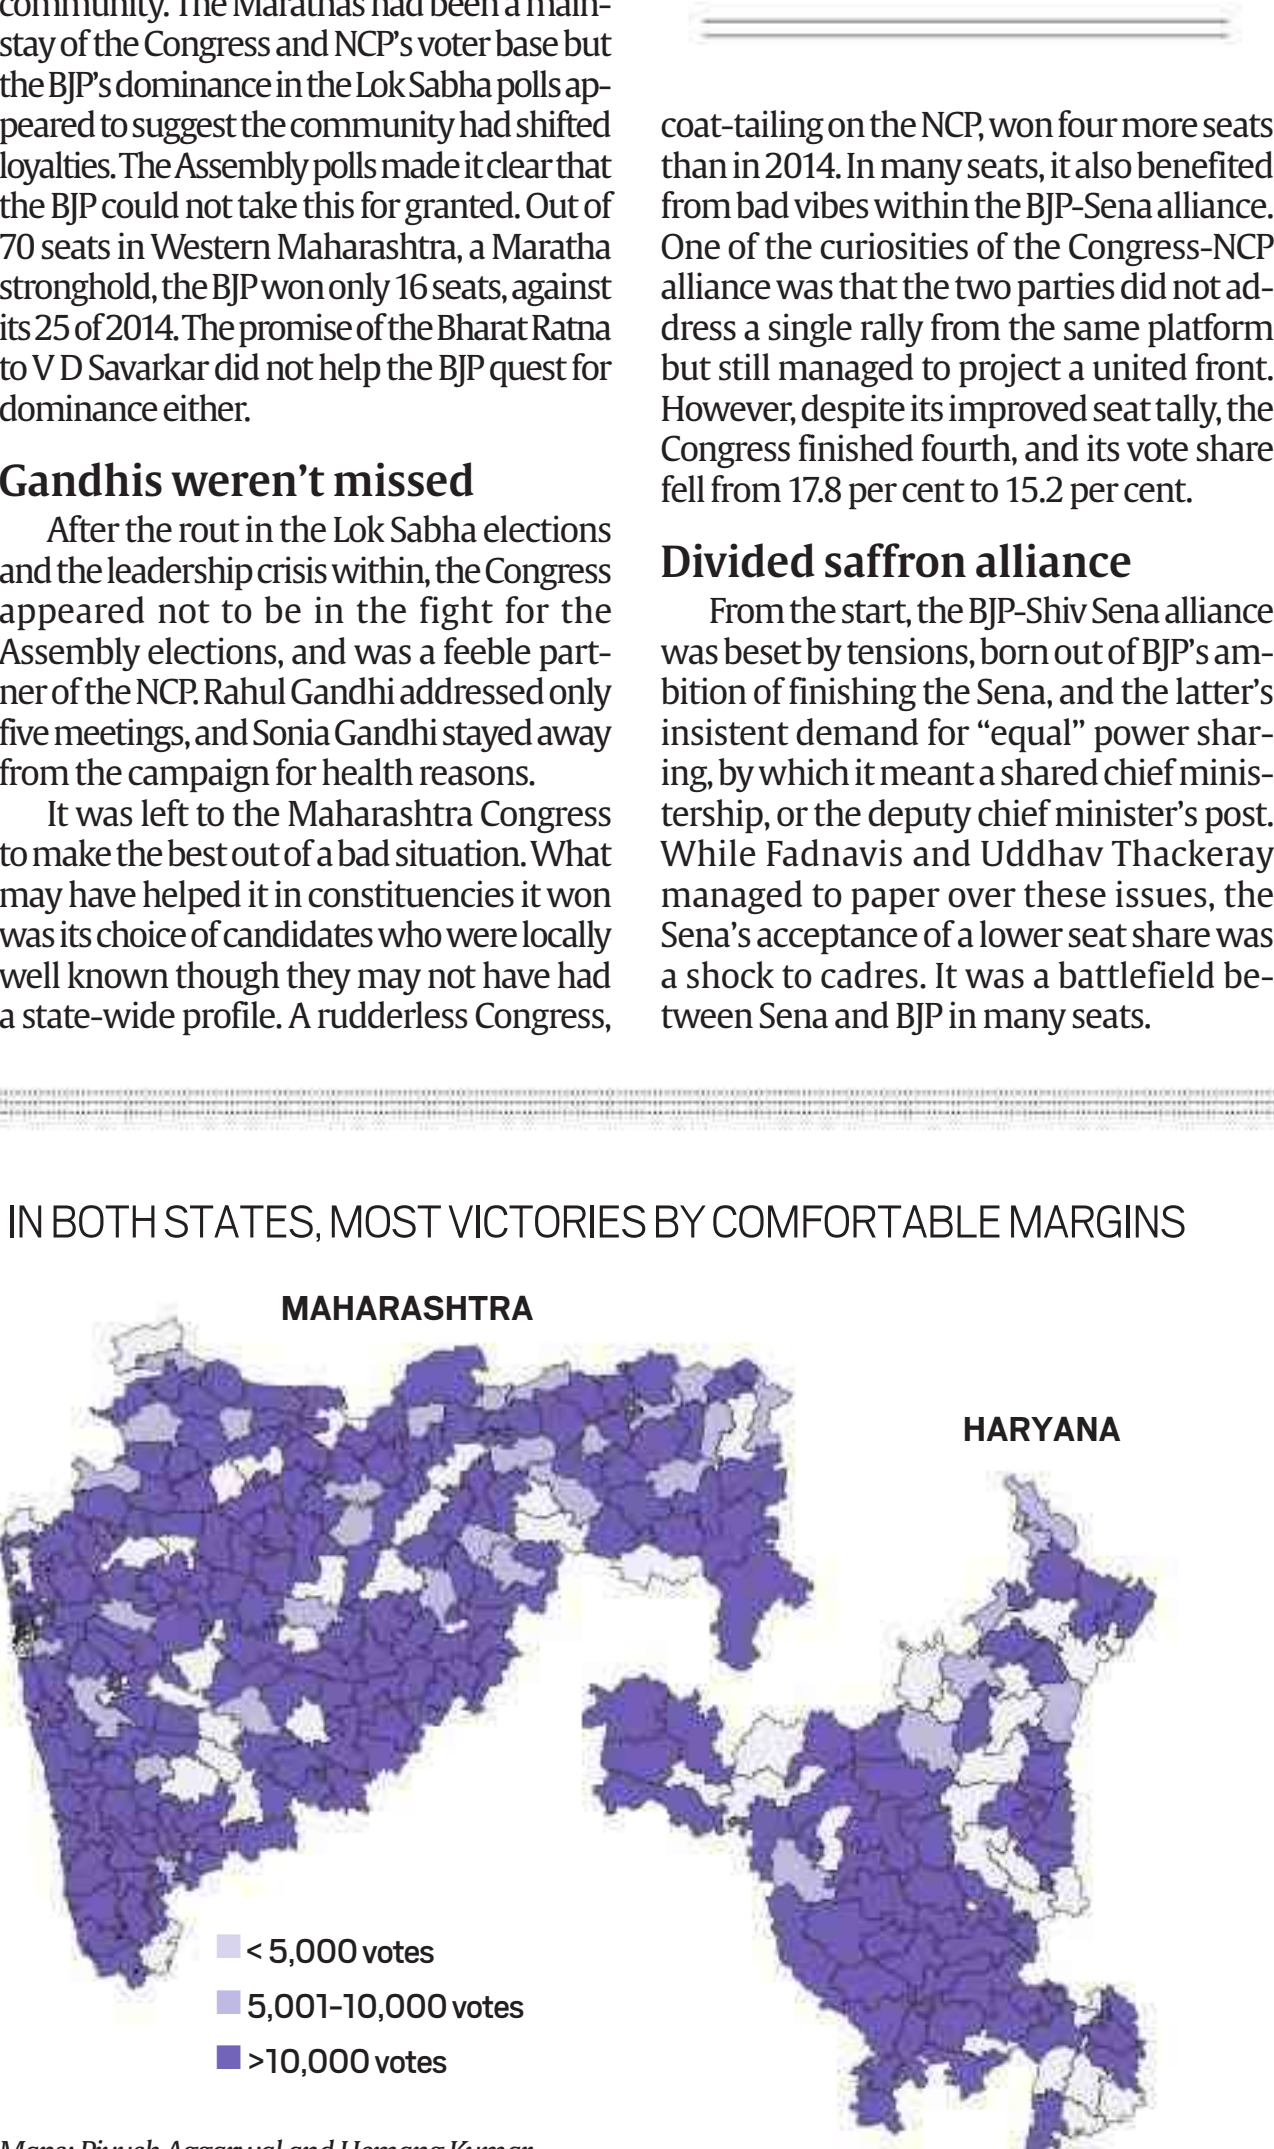 community. The Marathas had been a main-
stay of the Congress and NCP's voter base but
the BJP's dominance in the Lok Sabha polls ap-
peared to suggest the community had shifted
loyalties. The Assembly polls made it clear that
the BJP could not take this for granted. Out of
70 seats in Western Maharashtra, a Maratha
stronghold, the BJP won only 16 seats, against
its 25 of 2014. The promise of the Bharat Ratna
to V D Savarkar did not help the BJP quest for
dominance either.
Gandhis weren't missed
After the rout in the Lok Sabha elections
and the leadership crisis within, the Congress
appeared not to be in the fight for the
Assembly elections, and was a feeble part-
ner of the NCP. Rahul Gandhi addressed only
five meetings, and Sonia Gandhi stayed away
from the campaign for health reasons.
It was left to the Maharashtra Congress
to make the best out of a bad situation. What
may have helped it in constituencies it won
was its choice of candidates who were locally
well known though they may not have had
a state-wide profile. A rudderless Congress,
coat-tailing on the NCP, won four more seats
than in 2014. In many seats, it also benefited
from bad vibes within the BJP-Sena alliance.
One of the curiosities of the Congress-NCP
alliance was that the two parties did not ad-
dress a single rally from the same platform
but still managed to project a united front.
However, despite its improved seat tally, the
Congress finished fourth, and its vote share
fell from 17.8 per cent to 15.2 per cent.
Divided saffron alliance
From the start, the BJP-Shiv Sena alliance
was beset by tensions, born out of BJP's am-
bition of finishing the Sena, and the latter's
insistent demand for “equal” power shar-
ing, by which it meant a shared chief minis-
tership, or the deputy chief minister's post.
While Fadnavis and Uddhav Thackeray
managed to paper over these issues, the
Sena's acceptance of a lower seat share was
a shock to cadres. It was a battlefield be-
tween Sena and BJP in many seats.
IN BOTH STATES, MOST VICTORIES BY COMFORTABLE MARGINS
MAHARASHTRA
HARYANA
< 5,000 votes
5,001-10,000 votes
>10,000 votes
Maps: Piyush Aggarwal and Hemang Kumar